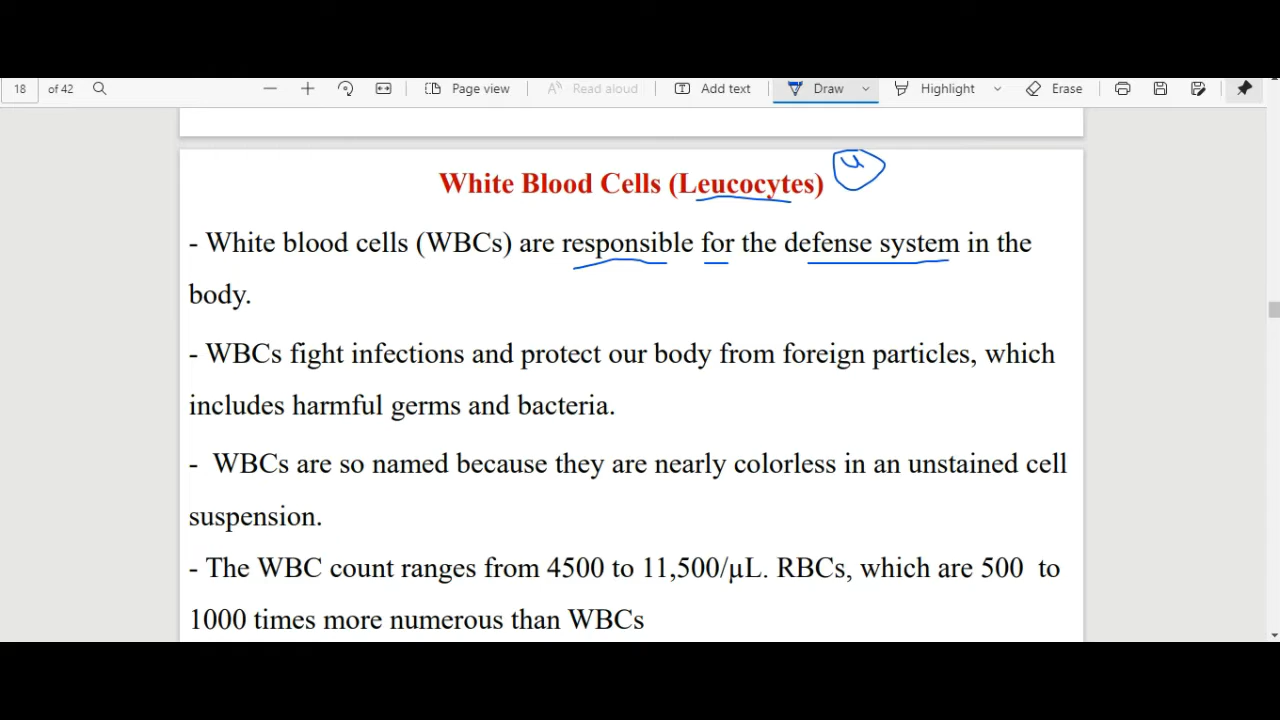 18 of 42 Page view Read aloud Add text Draw Highlight Erase
White Blood Cells (Leucocytes)
- White blood cells (WBCs) are responsible for the defense system in the
body.
- WBCs fight infections and protect our body from foreign particles, which
includes harmful germs and bacteria.
- WBCs are so named because they are nearly colorless in an unstained cell
suspension.
- The WBC count ranges from 4500 to 11,500/µL. RBCs, which are 500 to
1000 times more numerous than WBCs